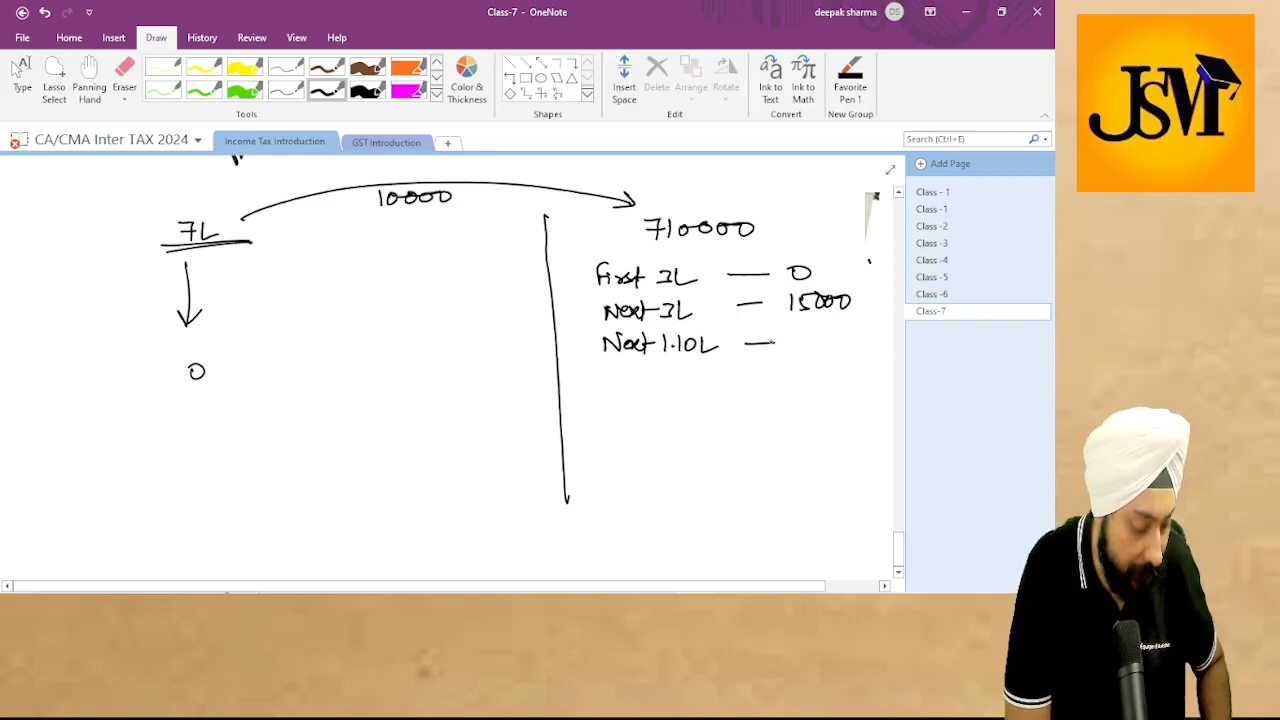 Class-7 - OneNote
deepak sharma DS
File Home Insert Draw History Review View Help
Type
Lasso Select
Panning Hand
Eraser
Color & Thickness
Insert Space
Delete
Arrange
Rotate
Ink to Text
Ink to Math
Favorite Pen 1
Tools
Shapes
Edit
Convert
New Group
CA/CMA Inter TAX 2024
Income Tax Introduction
GST Introduction
Search (Ctrl+E)
Add Page
Class - 1
Class -1
Class -2
Class -3
Class -4
Class -5
Class -6
Class-7
10000
7L
0
710000
First 3L — 0
Next 3L — 15000
Next 1.10L —
JSM